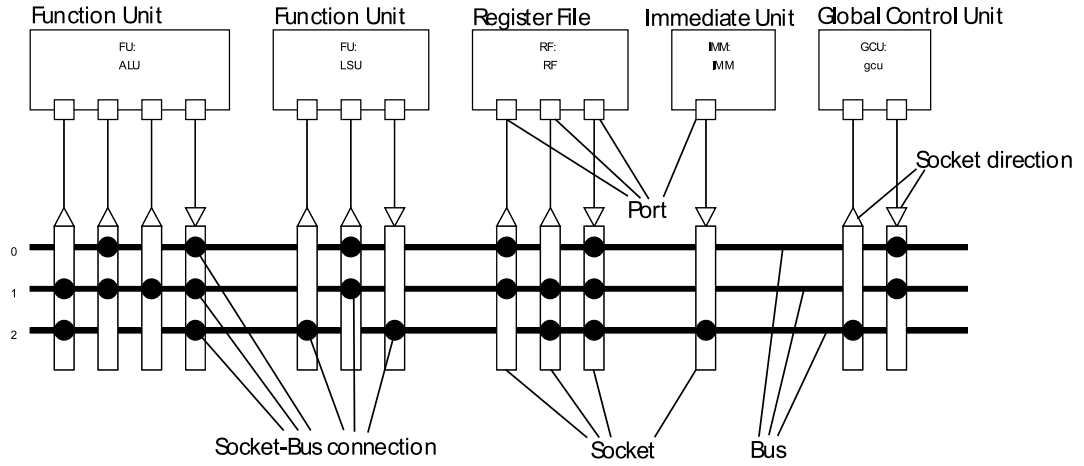 Function Unit
Function Unit
Register File
Immediate Unit
Global Control Unit
FU:
ALU
FU:
LSU
RF:
RF
IMM:
IMM
GCU:
gcu
Socket direction
Port
0
1
2
Socket-Bus connection
Socket
Bus